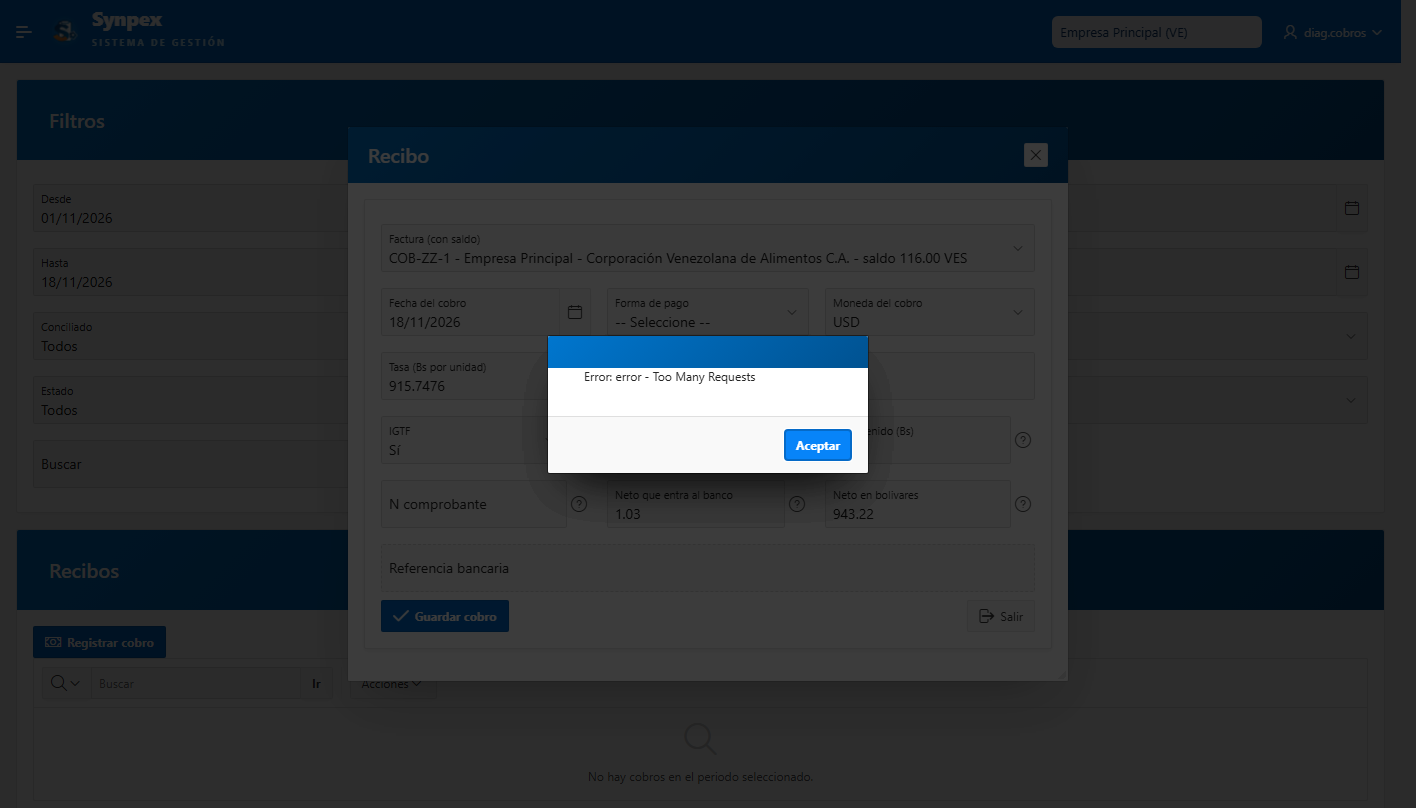 Synpex
SISTEMA DE GESTIÓN
Empresa Principal (VE)
diag.cobros
Filtros
Desde
01/11/2026
Hasta
18/11/2026
Conciliado
Todos
Estado
Todos
Buscar
Recibo
Factura (con saldo)
COB-ZZ-1 - Empresa Principal - Corporación Venezolana de Alimentos C.A. - saldo 116.00 VES
Fecha del cobro
18/11/2026
Forma de pago
-- Seleccione --
Moneda del cobro
USD
Tasa (Bs por unidad)
915.7476
Error: error - Too Many Requests
Aceptar
IGTF
Sí
(Bs)
N comprobante
Neto que entra al banco
1.03
Neto en bolívares
943.22
Referencia bancaria
Guardar cobro
Salir
Recibos
Registrar cobro
Buscar
Ir
Acciones
No hay cobros en el periodo seleccionado.